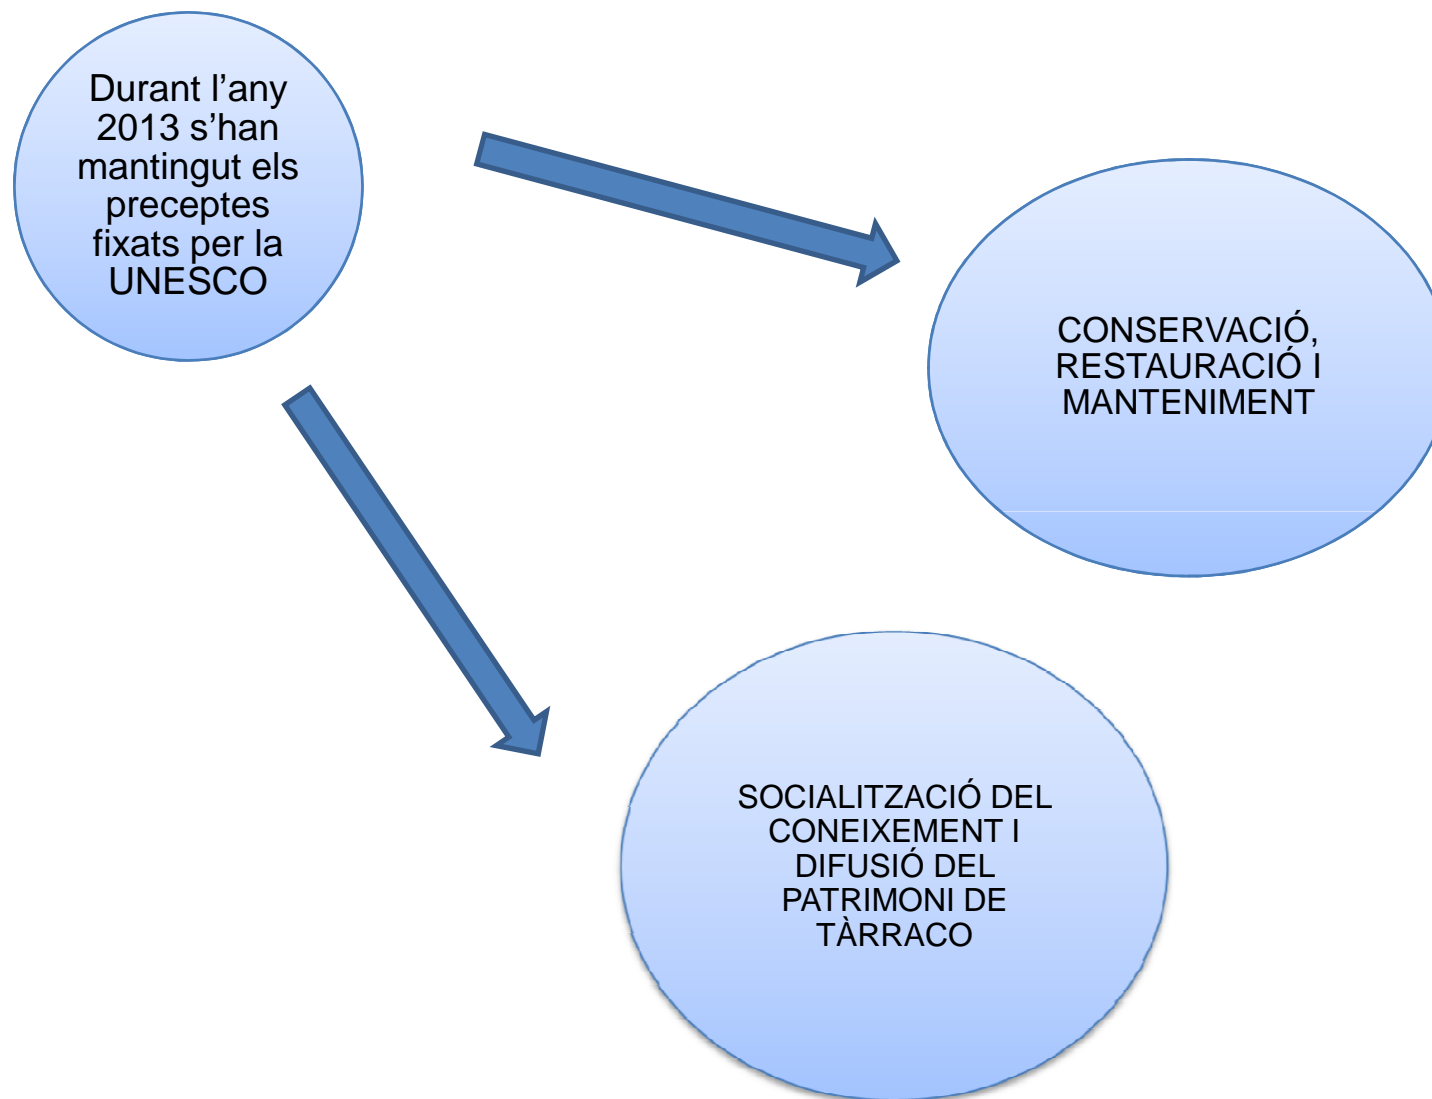 Durant l’any
2013 s’han
mantingut els
preceptes
fixats per la
UNESCO
CONSERVACIÓ,
RESTAURACIÓ I
MANTENIMENT
SOCIALITZACIÓ DEL
CONEIXEMENT I
DIFUSIÓ DEL
PATRIMONI DE
TÀRRACO